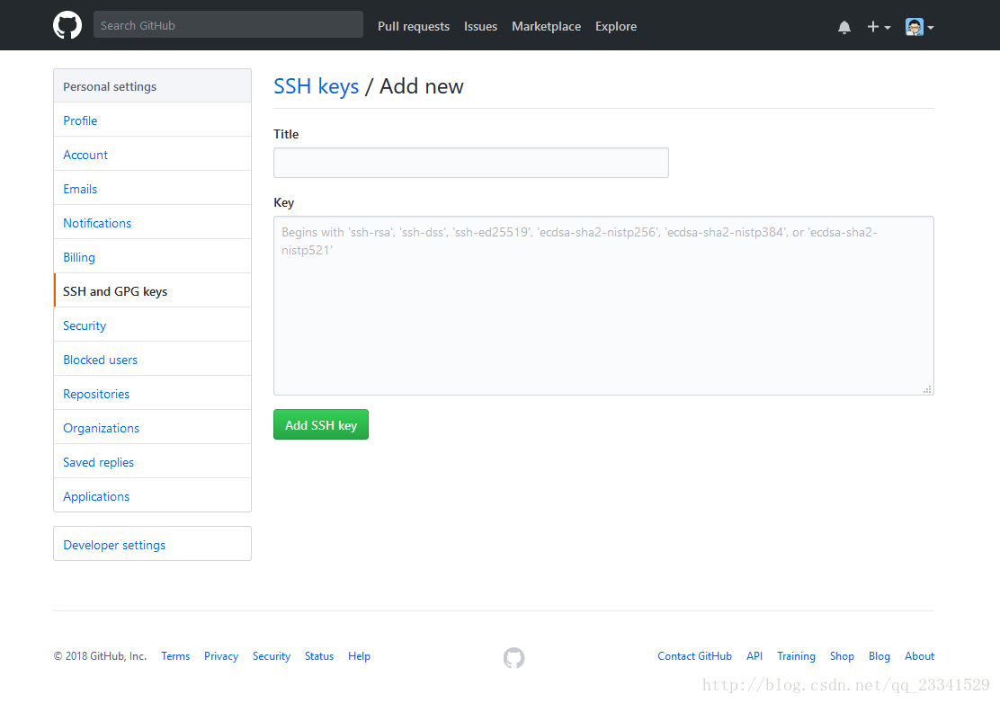 Search GitHub Pull requests Issues Marketplace Explore
Personal settings
Profile
Account
Emails
Notifications
Billing
SSH and GPG keys
Security
Blocked users
Repositories
Organizations
Saved replies
Applications
Developer settings
SSH keys / Add new
Title
Key
Begins with 'ssh-rsa', 'ssh-dss', 'ssh-ed25519', 'ecdsa-sha2-nistp256', 'ecdsa-sha2-nistp384', or 'ecdsa-sha2-
nistp521'
Add SSH key
© 2018 GitHub, Inc. Terms Privacy Security Status Help Contact GitHub API Training Shop Blog About
http://blog.csdn.net/qq_23341529